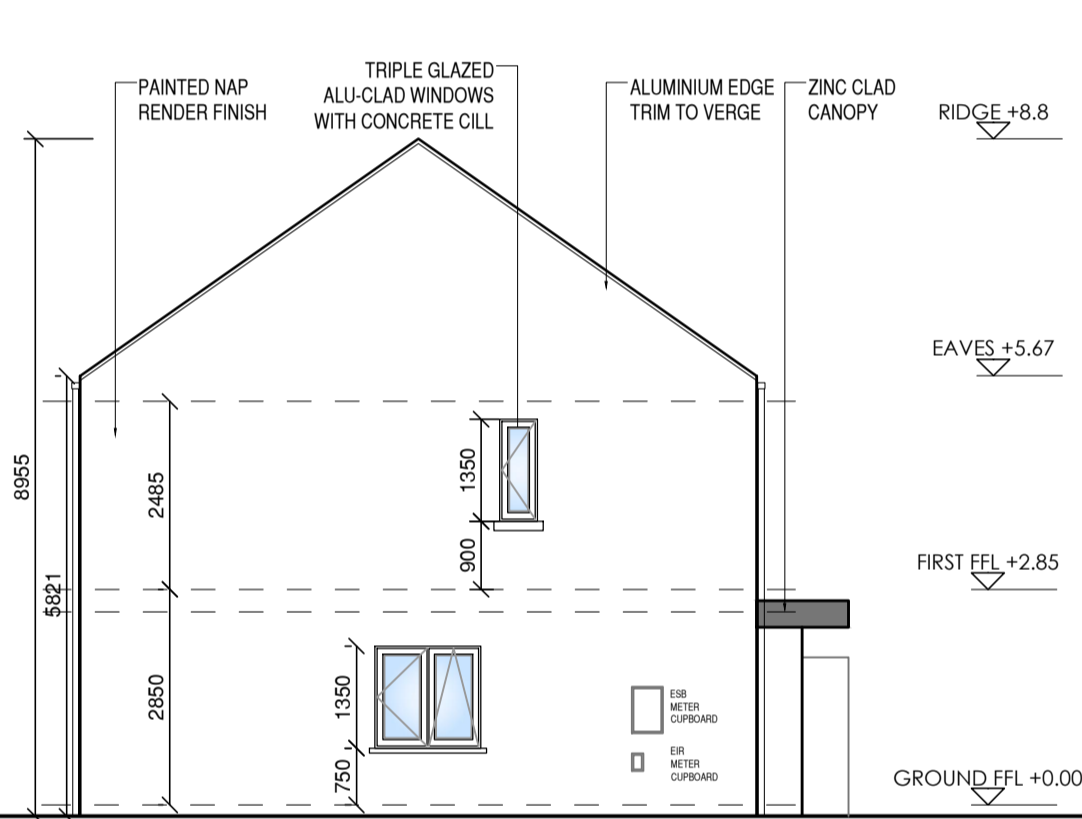 TRIPLE GLAZED
ALU-CLAD WINDOWS
WITH CONCRETE CILL
PAINTED NAP
RENDER FINISH
ALUMINIUM EDGE
TRIM TO VERGE
ZINC CLAD
CANOPY
RIDGE +8.8
EAVES +5.67
FIRST FFL +2.85
GROUND FFL +0.00
8955
5821
2485
2850
1350
900
1350
750
ESB
METER
CUPBOARD
EIR
METER
CUPBOARD